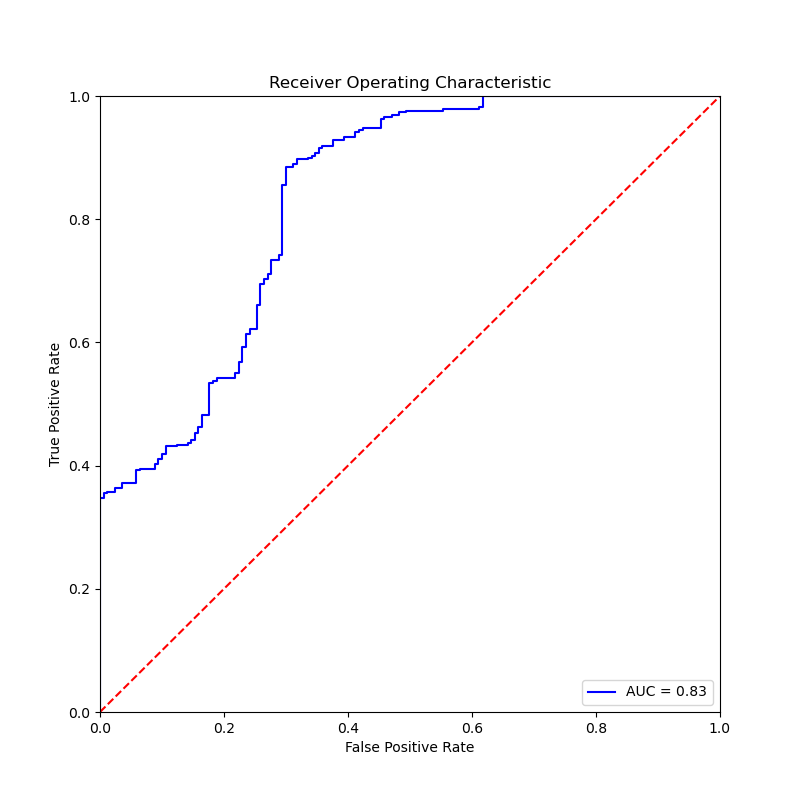 Receiver Operating Characteristic
True Positive Rate
1.0
0.8
0.6
0.4
0.2
0.0
0.0 0.2 0.4 0.6 0.8 1.0
False Positive Rate
AUC = 0.83